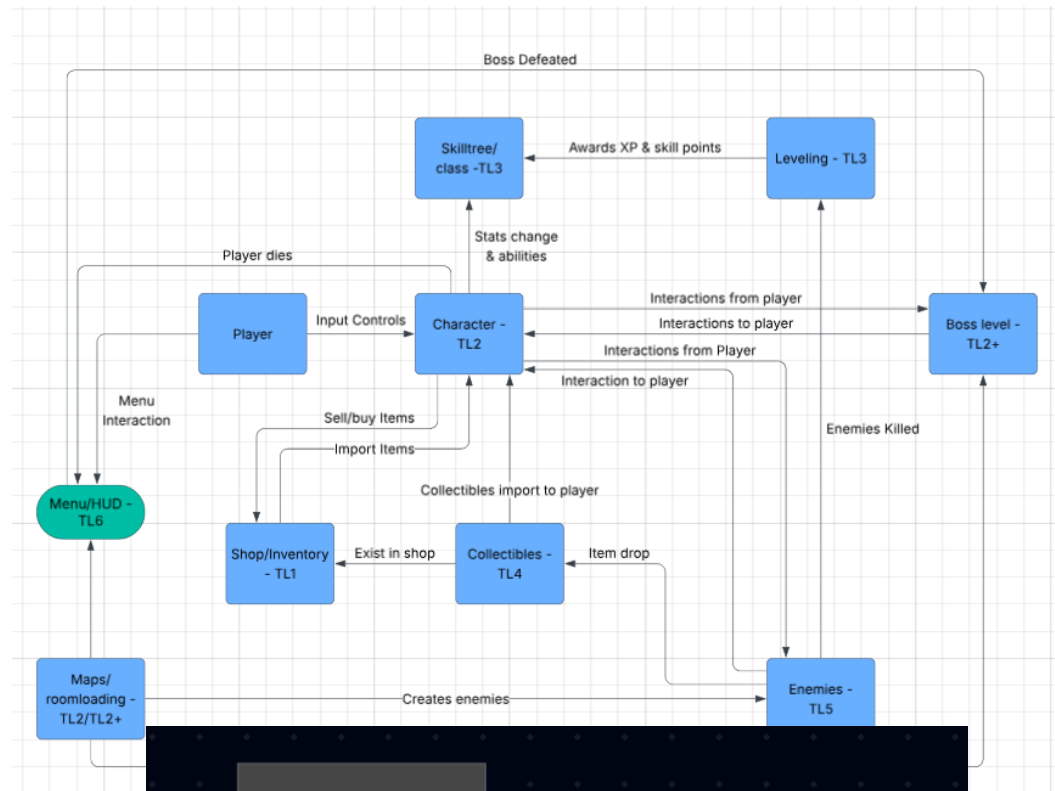 Boss Defeated
Skilltree/
class -TL3
Awards XP & skill points
Leveling - TL3
Stats change
& abilities
Player dies
Player
Input Controls
Character -
TL2
Interactions from player
Interactions to player
Boss level -
TL2+
Interactions from Player
Interaction to player
Menu
Interaction
Sell/buy Items
Import Items
Enemies Killed
Collectibles import to player
Menu/HUD -
TL6
Shop/Inventory
- TL1
Exist in shop
Collectibles -
TL4
Item drop
Maps/
roomloading -
TL2/TL2+
Creates enemies
Enemies -
TL5